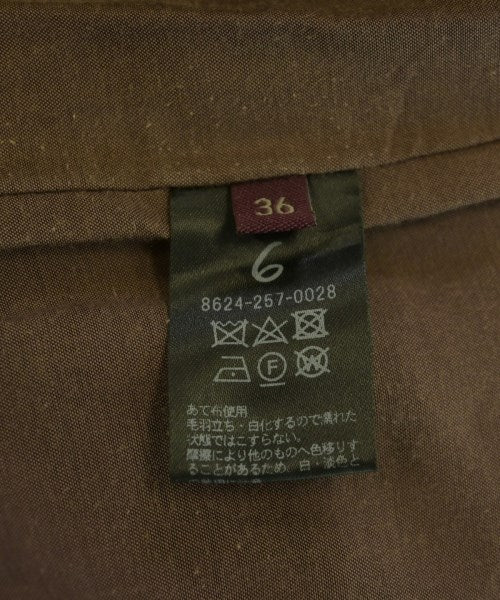 36
6
8624-257-0028
F
W
あて布使用
毛羽立ち・白化するので濡れた
状態ではこすらない。
摩擦により他のものへ色移りす
ることがあるため、白・淡色と